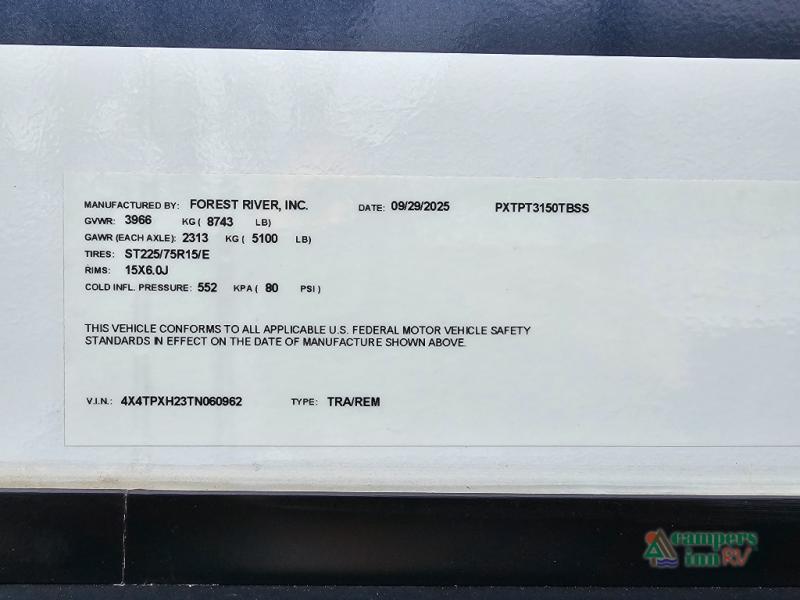 MANUFACTURED BY: FOREST RIVER, INC. DATE: 09/29/2025 PXTPT3150TBSS
GVWR: 3966 KG ( 8743 LB)
GAWR (EACH AXLE): 2313 KG ( 5100 LB)
TIRES: ST225/75R15/E
RIMS: 15X6.0J
COLD INFL. PRESSURE: 552 KPA ( 80 PSI )
THIS VEHICLE CONFORMS TO ALL APPLICABLE U.S. FEDERAL MOTOR VEHICLE SAFETY
STANDARDS IN EFFECT ON THE DATE OF MANUFACTURE SHOWN ABOVE.
V.I.N.: 4X4TPXH23TN060962 TYPE: TRA/REM
campers
inn RV